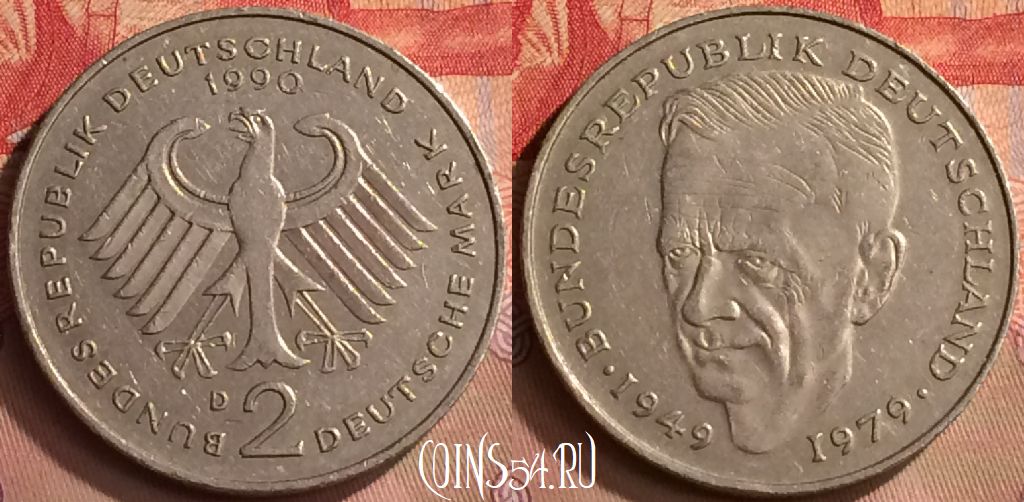 BUNDESREPUBLIK DEUTSCHLAND
1990
D
2
DEUTSCHE MARK
BUNDESREPUBLIK DEUTSCHLAND
· 1949
1979 ·
COINS54.RU